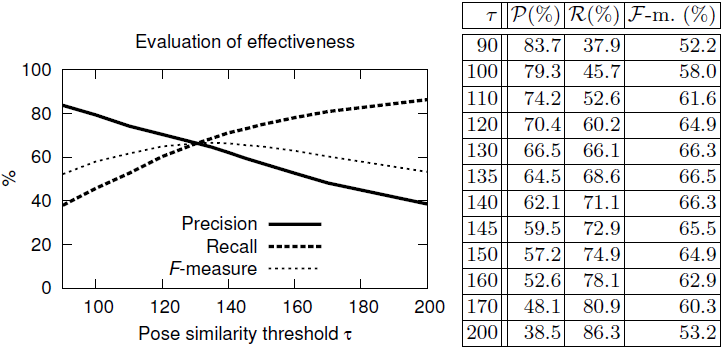 Evaluation of effectiveness
100
80
60
40
20
0
%
100 120 140 160 180 200
Pose similarity threshold τ
Precision
Recall
F-measure
τ P(%) R(%) F-m. (%)
90 83.7 37.9 52.2
100 79.3 45.7 58.0
110 74.2 52.6 61.6
120 70.4 60.2 64.9
130 66.5 66.1 66.3
135 64.5 68.6 66.5
140 62.1 71.1 66.3
145 59.5 72.9 65.5
150 57.2 74.9 64.9
160 52.6 78.1 62.9
170 48.1 80.9 60.3
200 38.5 86.3 53.2